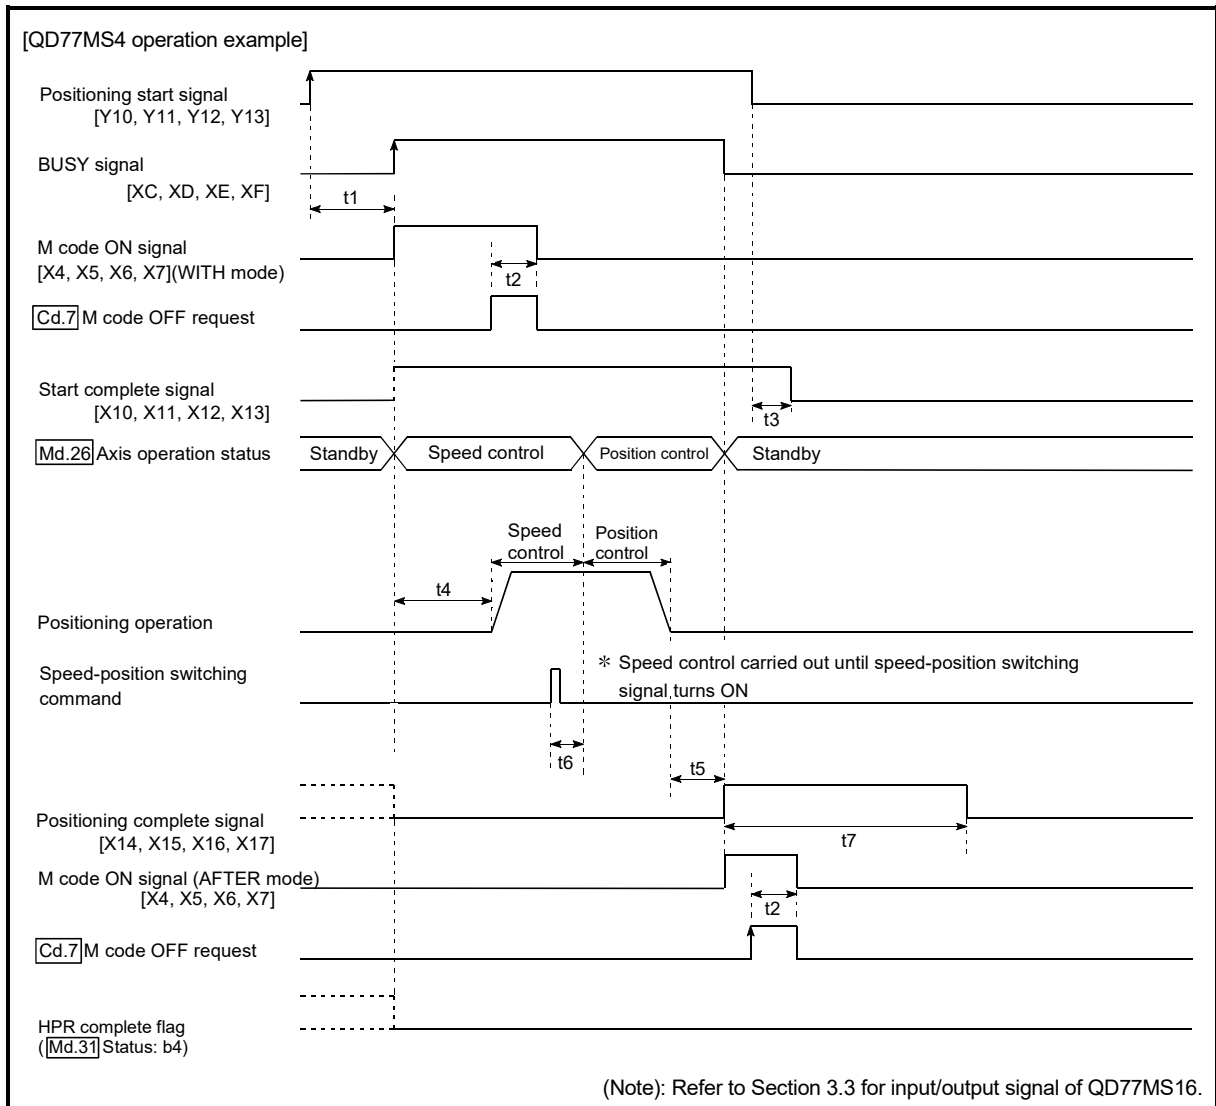 [QD77MS4 operation example]
Positioning start signal
[Y10, Y11, Y12, Y13]
BUSY signal
[XC, XD, XE, XF]
t1
M code ON signal
[X4, X5, X6, X7](WITH mode)
t2
Cd.7 M code OFF request
Start complete signal
[X10, X11, X12, X13]
t3
Md.26 Axis operation status
Standby
Speed control
Position control
Standby
Speed
control
Position
control
t4
Positioning operation
Speed-position switching
command
* Speed control carried out until speed-position switching
signal turns ON
t6
t5
Positioning complete signal
[X14, X15, X16, X17]
t7
M code ON signal (AFTER mode)
[X4, X5, X6, X7]
t2
Cd.7 M code OFF request
HPR complete flag
( Md.31 Status: b4)
(Note): Refer to Section 3.3 for input/output signal of QD77MS16.